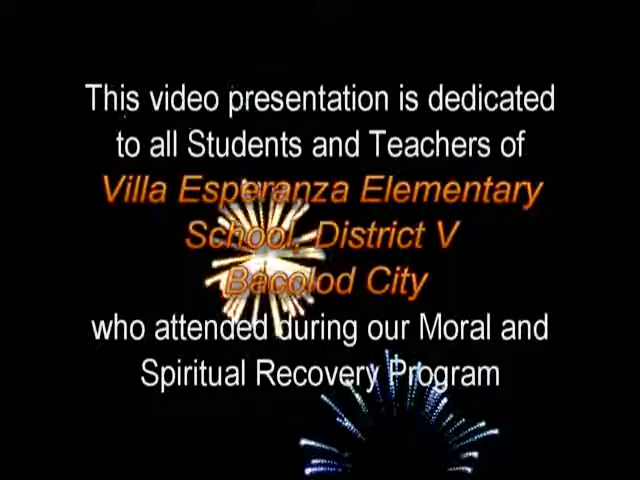 This video presentation is dedicated
to all Students and Teachers of
Villa Esperanza Elementary
School, District V
Bacolod City
who attended during our Moral and
Spiritual Recovery Program